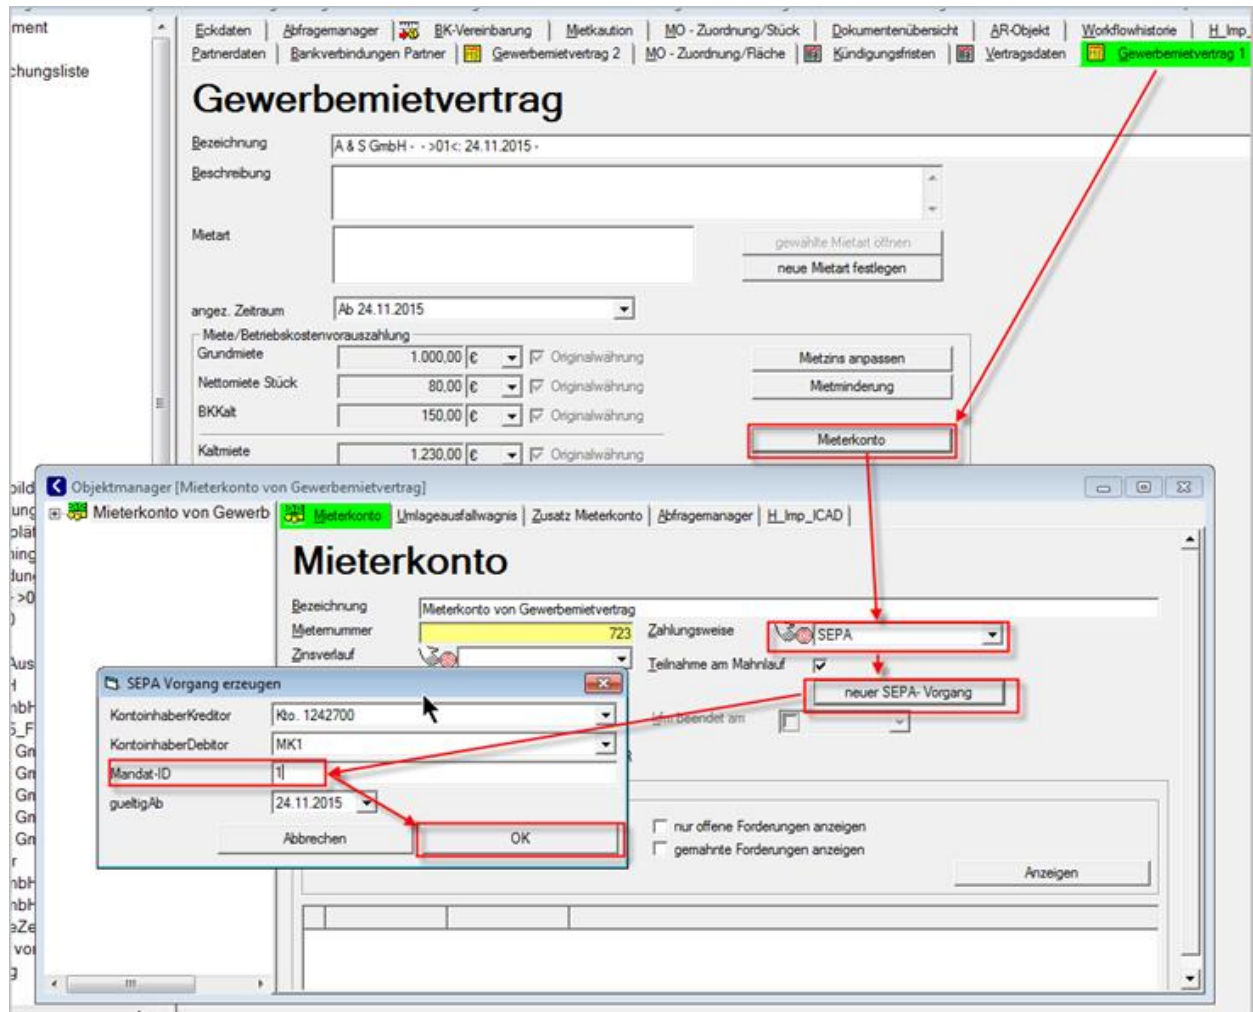 ment
chungsliste
Eckdaten Abfragemanager BK-Vereinbarung Mietkaution MO - Zuordnung/Stück Dokumentenübersicht AR-Objekt Workflowhistorie H_Imp_
Partnerdaten Bankverbindungen Partner Gewerbemietvertrag 2 MO - Zuordnung/Fläche Kündigungsfristen Vertragsdaten Gewerbemietvertrag 1
Gewerbemietvertrag
Bezeichnung A & S GmbH - - >01<: 24.11.2015 -
Beschreibung
Mietart
gewählte Mietart öffnen
neue Mietart festlegen
angez. Zeitraum Ab 24.11.2015
Miete/Betriebskostenvorauszahlung
Grundmiete 1.000,00 € Originalwährung Mietzins anpassen
Nettomiete Stück 80,00 € Originalwährung Mietminderung
BKKalt 150,00 € Originalwährung
Mieterkonto
Kaltmiete 1.230,00 € Originalwährung
Objektmanager [Mieterkonto von Gewerbemietvertrag]
Mieterkonto von Gewerb Mieterkonto Umlageausfallwagnis Zusatz Mieterkonto Abfragemanager H_Imp_ICAD
Mieterkonto
Bezeichnung Mieterkonto von Gewerbemietvertrag
Mieternummer 723 Zahlungsweise SEPA
Zinsverlauf Teilnahme am Mahnlauf
SEPA Vorgang erzeugen
neuer SEPA- Vorgang
KontoinhaberKreditor Kto. 1242700
beendet am
KontoinhaberDebitor MK1
Mandat-ID 1
gueltigAb 24.11.2015
Abbrechen OK
nur offene Forderungen anzeigen
gemahnte Forderungen anzeigen
Anzeigen